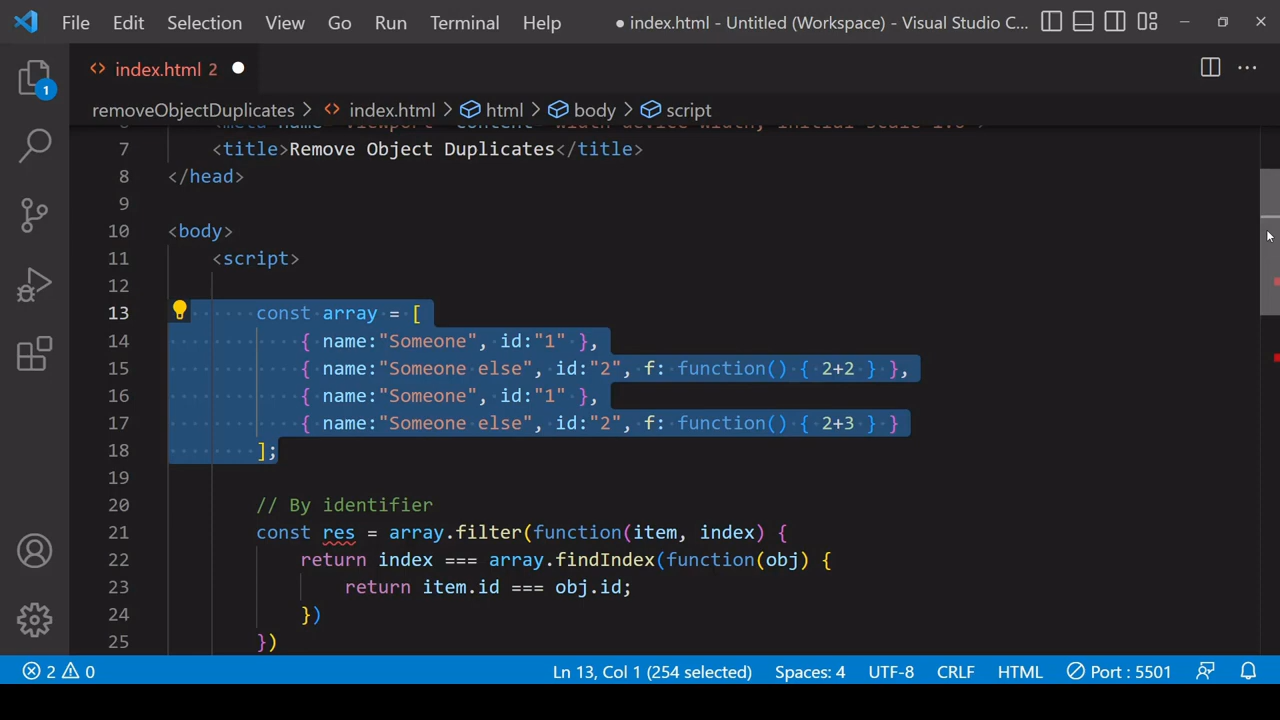 File Edit Selection View Go Run Terminal Help ● index.html - Untitled (Workspace) - Visual Studio C...
1
<> index.html 2 ●
removeObjectDuplicates > <> index.html > html > body > script
7 <title>Remove Object Duplicates</title>
8 </head>
9
10 <body>
11 <script>
12
13 const array = [
14 { name:"Someone", id:"1" },
15 { name:"Someone else", id:"2", f: function() { 2+2 } },
16 { name:"Someone", id:"1" },
17 { name:"Someone else", id:"2", f: function() { 2+3 } }
18 ];
19
20 // By identifier
21 const res = array.filter(function(item, index) {
22 return index === array.findIndex(function(obj) {
23 return item.id === obj.id;
24 })
25 })
2 0 Ln 13, Col 1 (254 selected) Spaces: 4 UTF-8 CRLF HTML Port : 5501